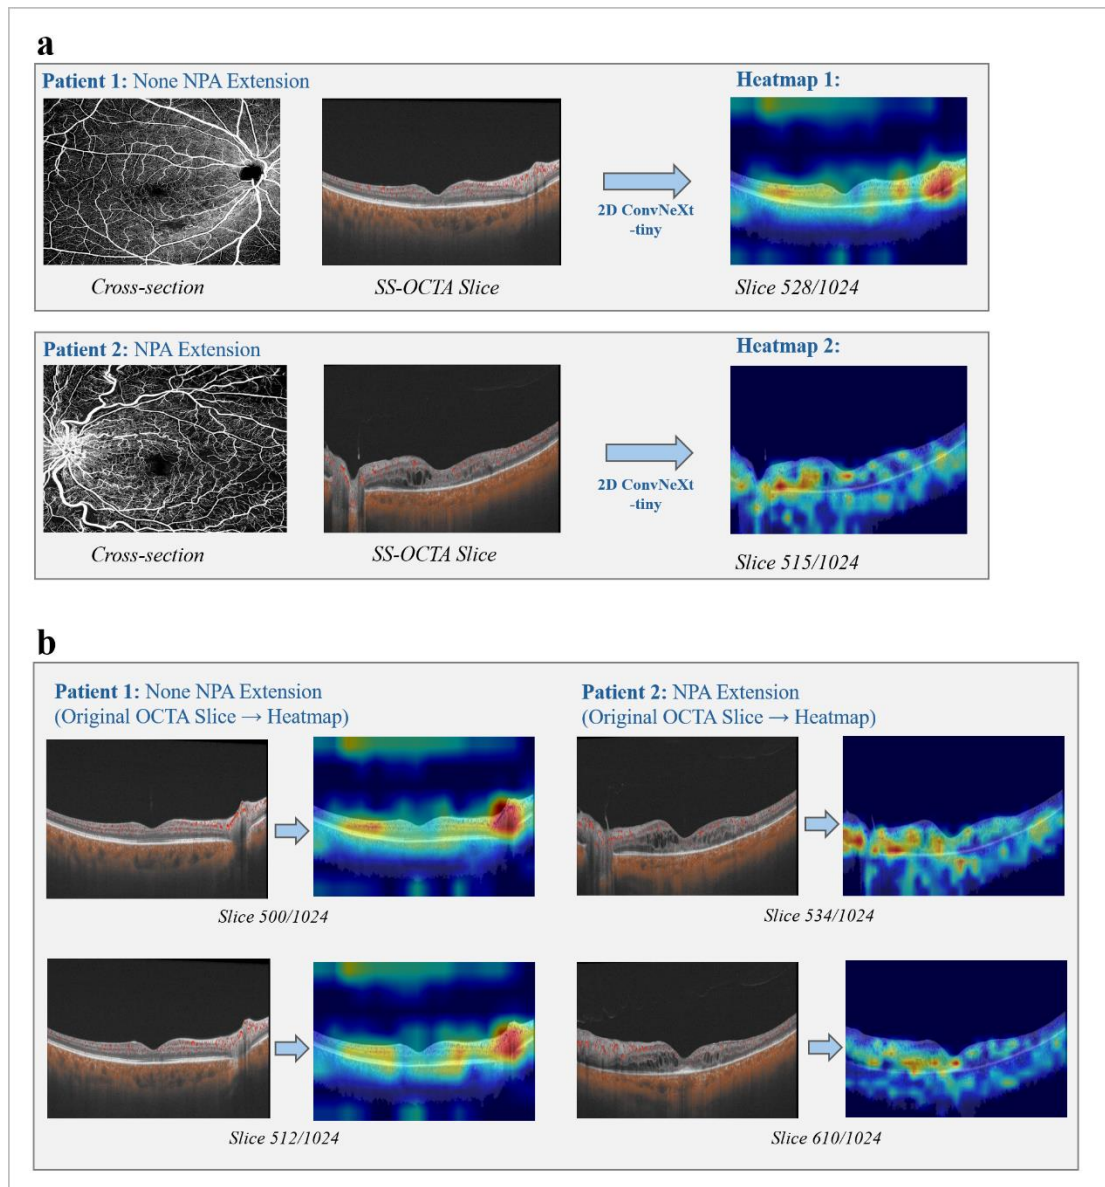 a
Patient 1: None NPA Extension
Heatmap 1:
2D ConvNeXt
-tiny
Cross-section
SS-OCTA Slice
Slice 528/1024
Patient 2: NPA Extension
Heatmap 2:
2D ConvNeXt
-tiny
Cross-section
SS-OCTA Slice
Slice 515/1024
b
Patient 1: None NPA Extension
(Original OCTA Slice → Heatmap)
Patient 2: NPA Extension
(Original OCTA Slice → Heatmap)
Slice 500/1024
Slice 534/1024
Slice 512/1024
Slice 610/1024